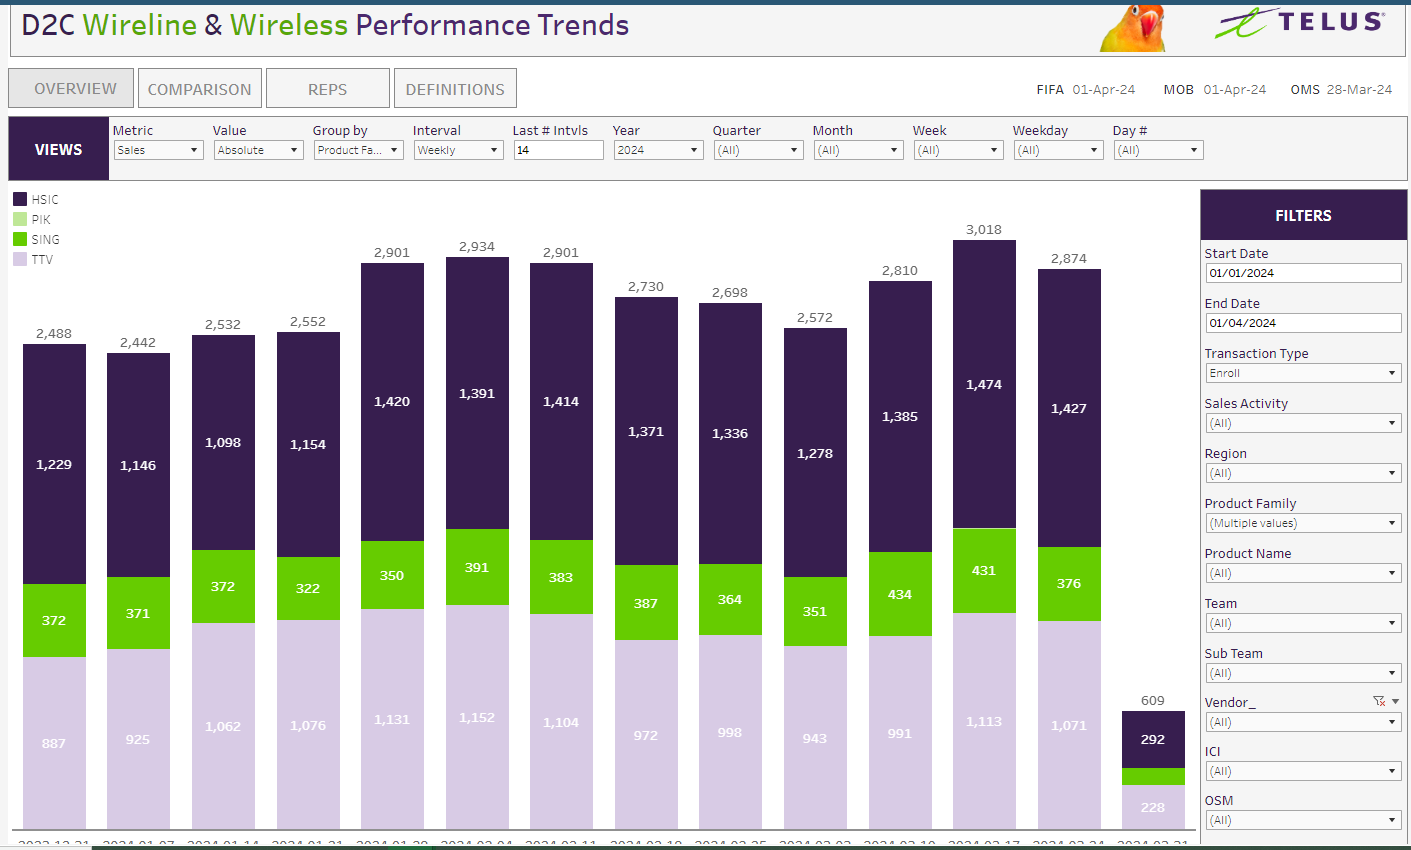 D2C Wireline & Wireless Performance Trends
TELUS
OVERVIEW COMPARISON REPS DEFINITIONS
FIFA 01-Apr-24 MOB 01-Apr-24 OMS 28-Mar-24
VIEWS
Metric Value Group by Interval Last # Intvls Year Quarter Month Week Weekday Day #
Sales Absolute Product Fa... Weekly 14 2024 (All) (All) (All) (All) (All)
HSIC
PIK
SING
TTV
2,488 2,442 2,532 2,552 2,901 2,934 2,901 2,730 2,698 2,572 2,810 3,018 2,874 609
1,229 1,146 1,098 1,154 1,420 1,391 1,414 1,371 1,336 1,278 1,385 1,474 1,427 292
372 371 372 322 350 391 383 387 364 351 434 431 376
887 925 1,062 1,076 1,131 1,152 1,104 972 998 943 991 1,113 1,071 228
FILTERS
Start Date
01/01/2024
End Date
01/04/2024
Transaction Type
Enroll
Sales Activity
(All)
Region
(All)
Product Family
(Multiple values)
Product Name
(All)
Team
(All)
Sub Team
(All)
Vendor_
(All)
ICI
(All)
OSM
(All)